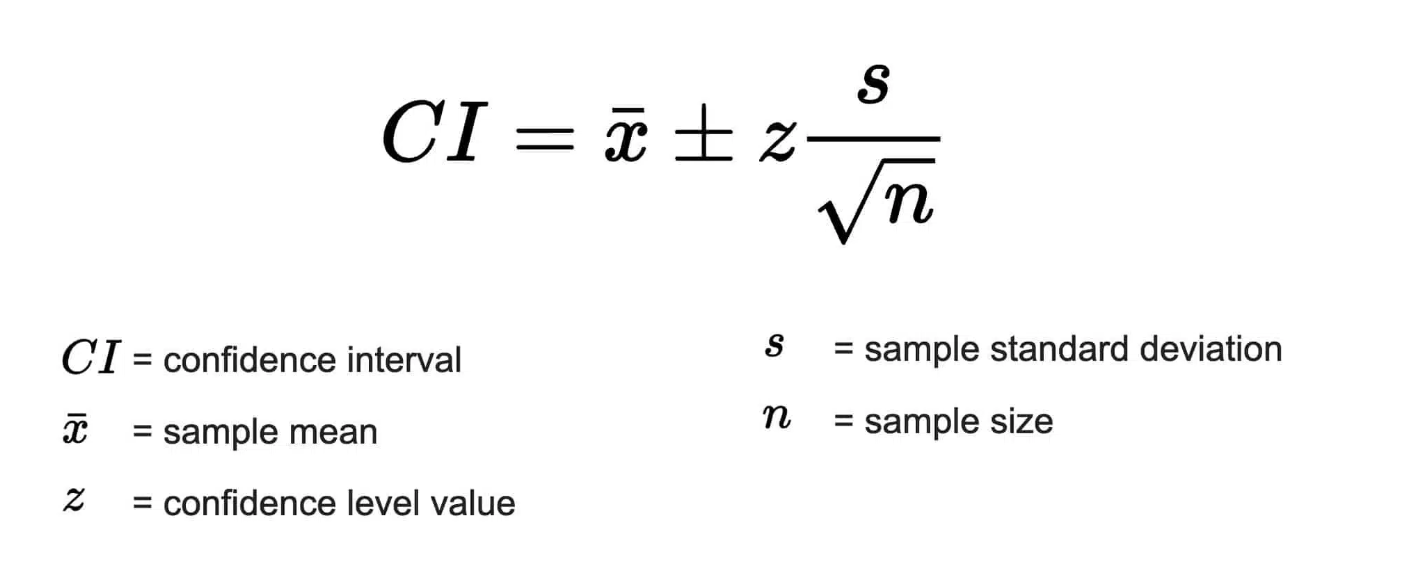 CI = x̄ ± z s/√n
CI = confidence interval
x̄ = sample mean
z = confidence level value
s = sample standard deviation
n = sample size